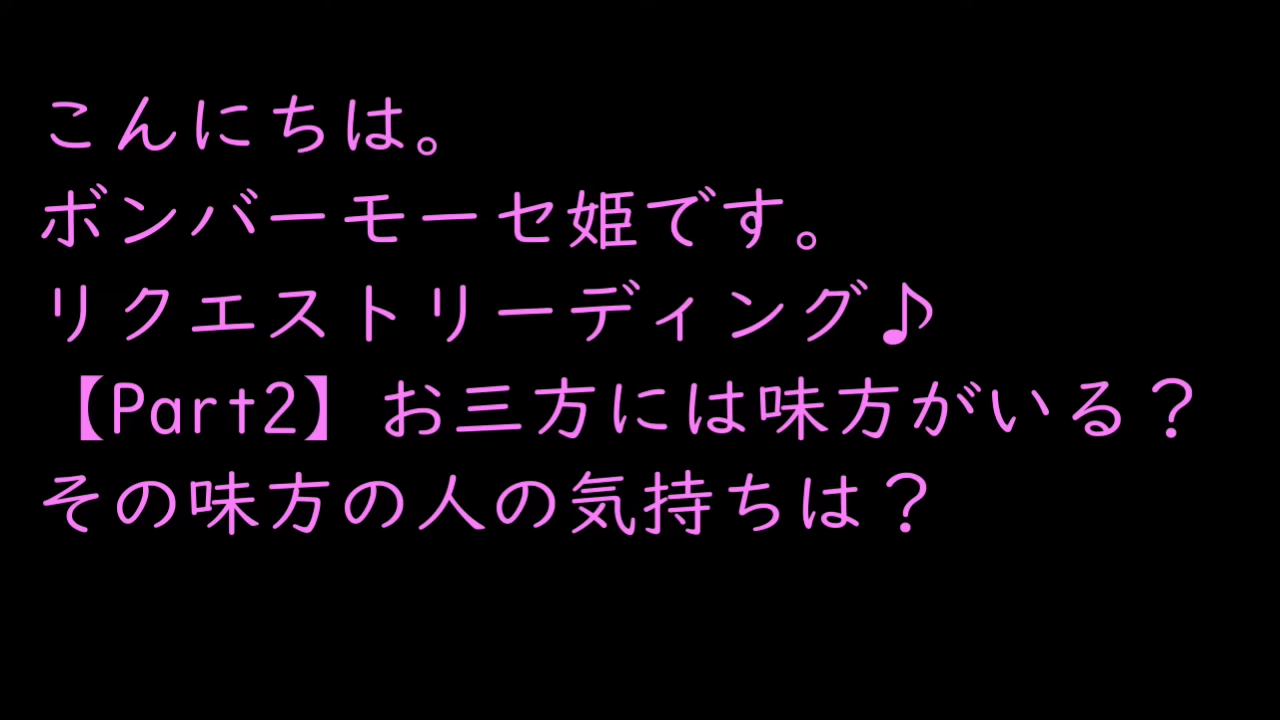 こんにちは。
ボンバーモーセ姫です。
リクエストリーディング♪
【Part2】お三方には味方がいる？
その味方の人の気持ちは？